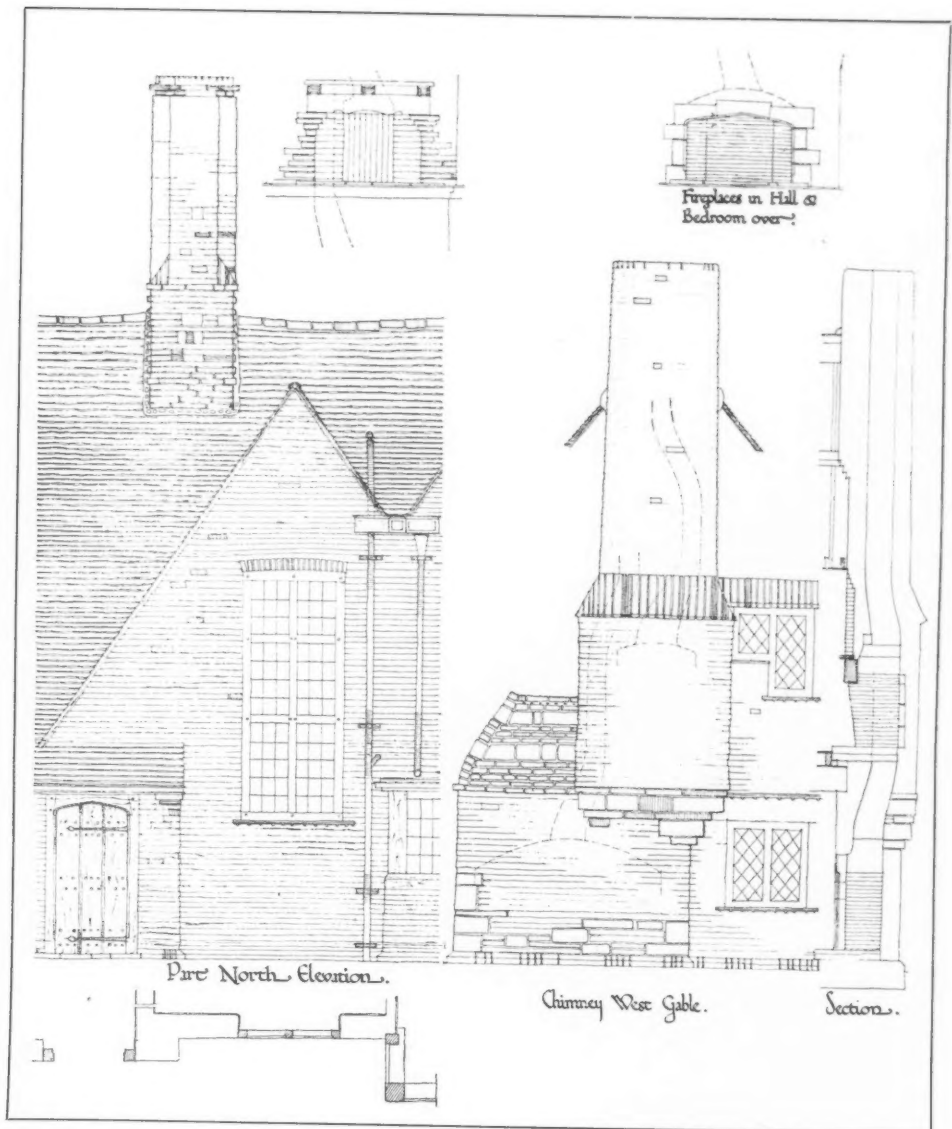 Fireplaces in Hall &
Bedroom over.
Part North Elevation.
Chimney West Gable.
Section.